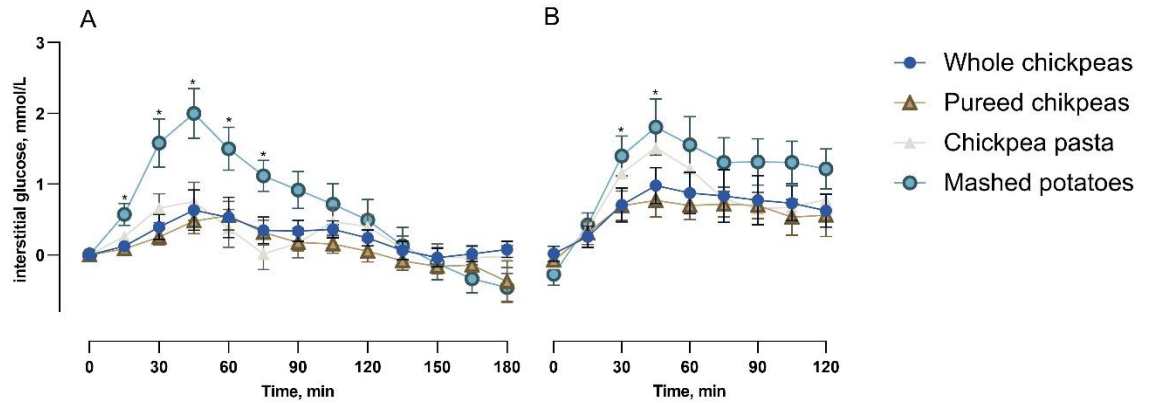 A
B
3
2
1
0
interstitial glucose, mmol/L
* * * * *
* *
0 30 60 90 120 150 180
Time, min
0 30 60 90 120
Time, min
Whole chickpeas
Pureed chikpeas
Chickpea pasta
Mashed potatoes